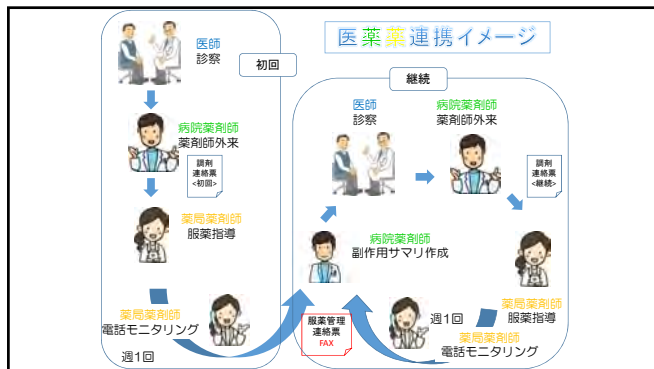 医薬薬連携イメージ
初回
医師
診察
病院薬剤師
薬剤師外来
調剤
連絡票
<初回>
薬局薬剤師
服薬指導
薬局薬剤師
電話モニタリング
週1回
継続
医師
診察
病院薬剤師
薬剤師外来
調剤
連絡票
<継続>
病院薬剤師
副作用サマリ作成
薬局薬剤師
服薬指導
週1回
薬局薬剤師
電話モニタリング
服薬管理
連絡票
FAX